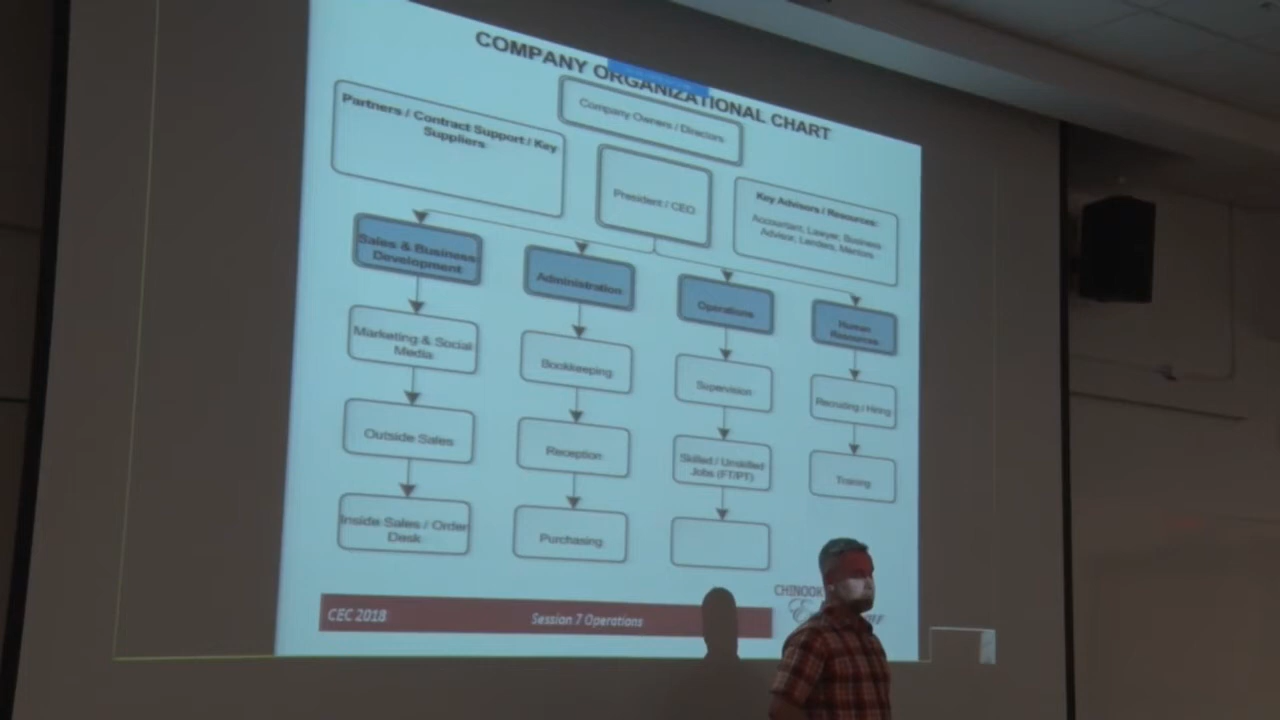 COMPANY ORGANIZATIONAL CHART
Company Owners / Directors
Partners / Contract Support / Key
Suppliers:
President / CEO
Key Advisors / Resources:
Accountant, Lawyer, Business
Advisor, Lenders, Mentors
Sales & Business
Development
Administration
Operations
Human
Resources
Marketing & Social
Media
Bookkeeping
Supervision
Recruiting / Hiring
Outside Sales
Reception
Skilled / Unskilled
Jobs (FT/PT)
Training
Inside Sales / Order
Desk
Purchasing
CEC 2018
Session 7 Operations
CHINOOK